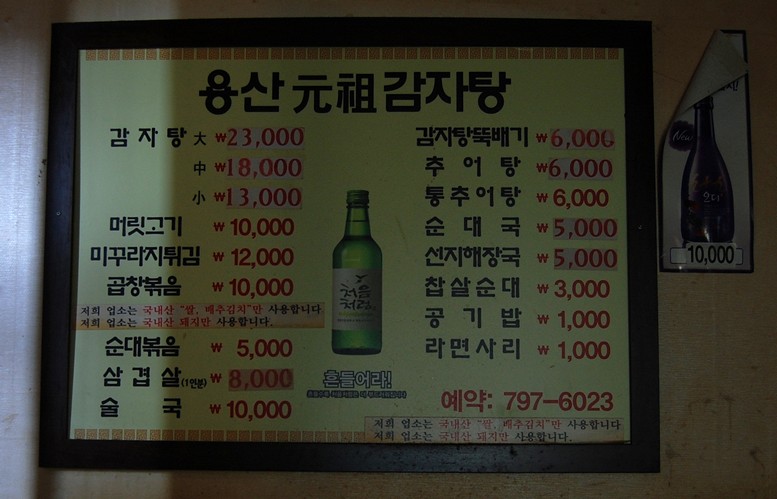 용산 元祖 감자탕
감자탕 大 ₩23,000
中 ₩18,000
小 ₩13,000
머릿고기 ₩10,000
미꾸라지튀김 ₩12,000
곱창볶음 ₩10,000
저희 업소는 국내산 "쌀, 배추김치"만 사용합니다
저희 업소는 국내산 돼지만 사용합니다.
순대볶음 ₩5,000
삼겹살(1인분) ₩8,000
술국 ₩10,000
처음
처럼
흔들어라!
감자탕뚝배기 ₩6,000
추어탕 ₩6,000
통추어탕 ₩6,000
순대국 ₩5,000
선지해장국 ₩5,000
찹쌀순대 ₩3,000
공기밥 ₩1,000
라면사리 ₩1,000
예약: 797-6023
저희 업소는 국내산 "쌀, 배추김치"만 사용합니다
저희 업소는 국내산 돼지만 사용합니다.
New
오디
10,000